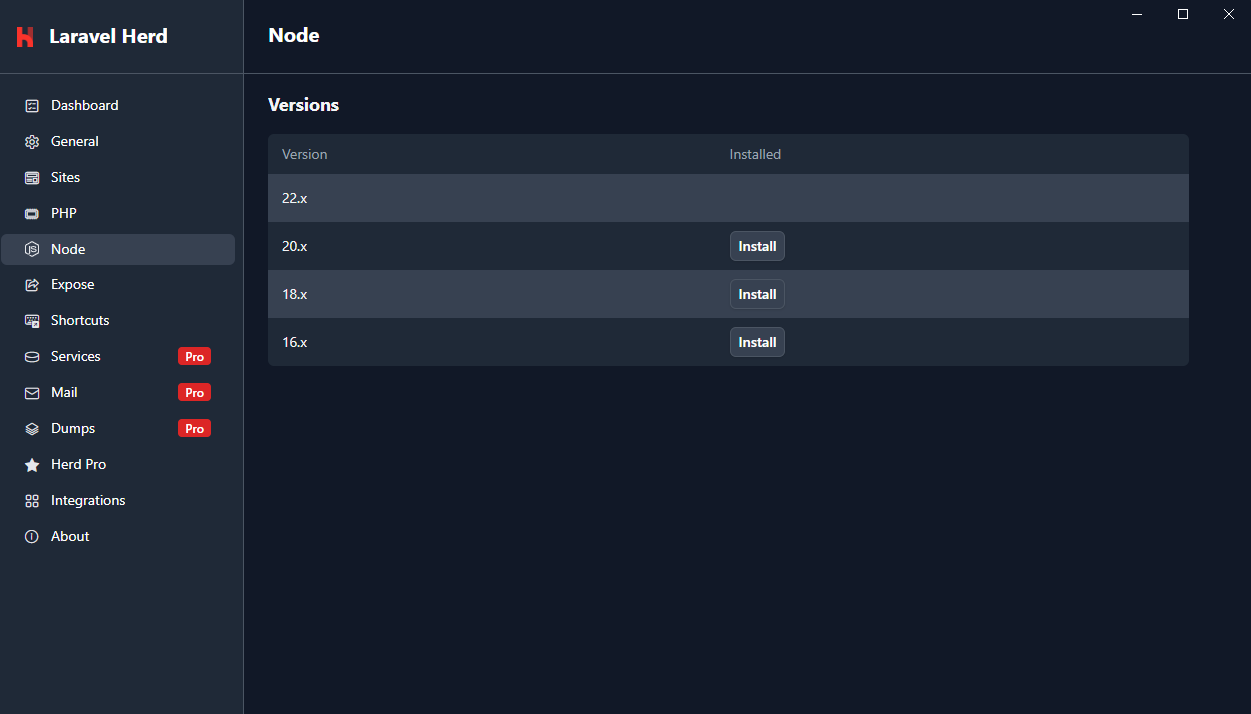 Laravel Herd
Dashboard
General
Sites
PHP
Node
Expose
Shortcuts
Services Pro
Mail Pro
Dumps Pro
Herd Pro
Integrations
About
Node
Versions
Version Installed
22.x
20.x Install
18.x Install
16.x Install